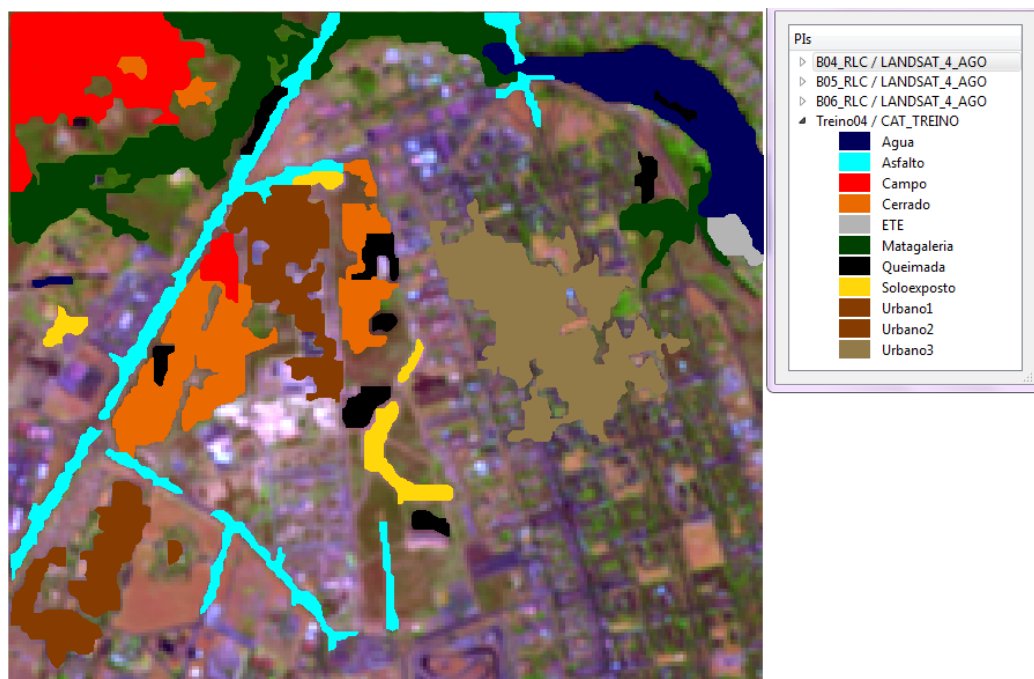 PIs
B04_RLC / LANDSAT_4_AGO
B05_RLC / LANDSAT_4_AGO
B06_RLC / LANDSAT_4_AGO
Treino04 / CAT_TREINO
Agua
Asfalto
Campo
Cerrado
ETE
Matagaleria
Queimada
Soloexposto
Urbano1
Urbano2
Urbano3